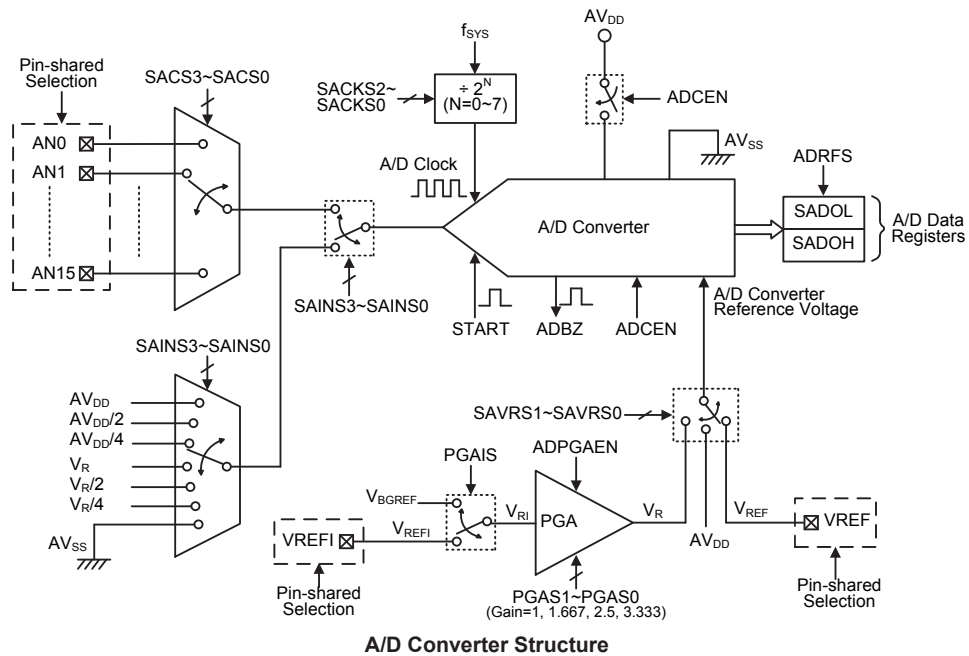 Pin-shared
Selection
AN0
AN1
AN15
SACS3~SACS0
SACKS2~
SACKS0
fSYS
÷ 2^N
(N=0~7)
A/D Clock
AVDD
ADCEN
AVSS
A/D Converter
ADRFS
SADOL
SADOH
A/D Data
Registers
SAINS3~SAINS0
START
ADBZ
ADCEN
A/D Converter
Reference Voltage
SAINS3~SAINS0
AVDD
AVDD/2
AVDD/4
VR
VR/2
VR/4
AVSS
SAVRS1~SAVRS0
PGAIS
ADPGAEN
VBGREF
VREFI
VREFI
VRI
PGA
VR
AVDD
VREF
VREF
Pin-shared
Selection
PGAS1~PGAS0
(Gain=1, 1.667, 2.5, 3.333)
Pin-shared
Selection
A/D Converter Structure